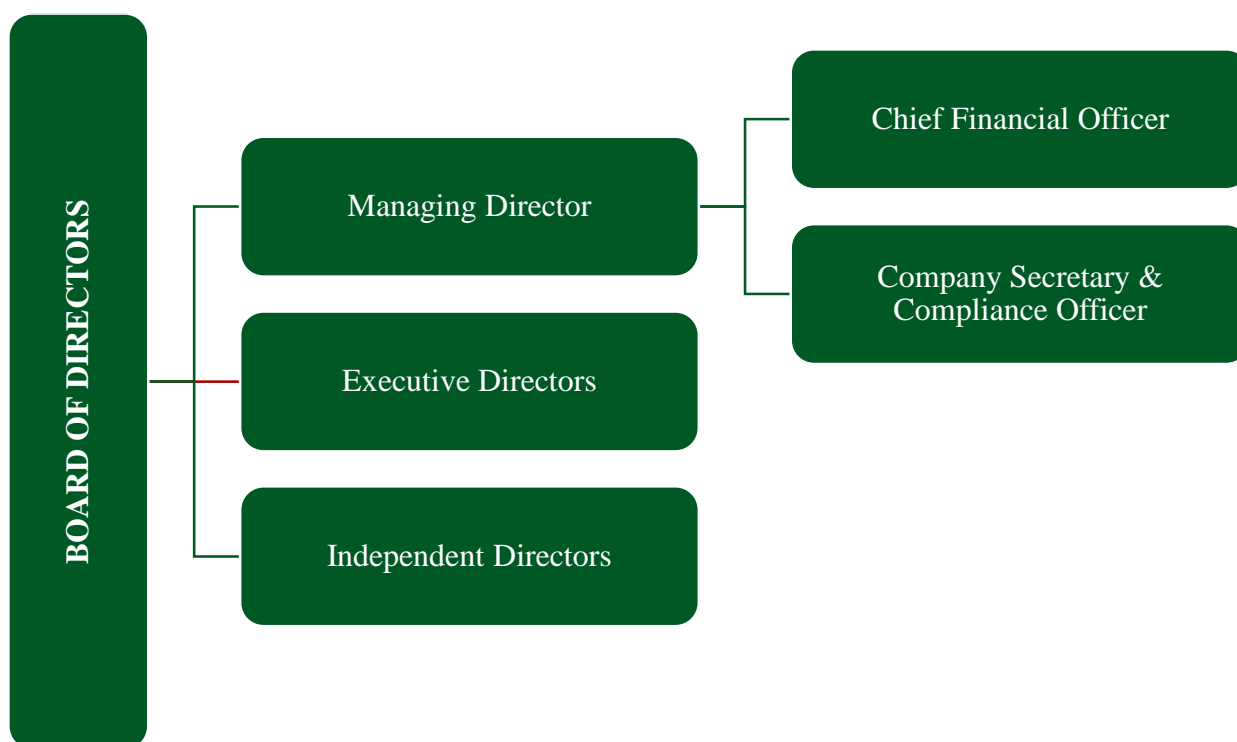 BOARD OF DIRECTORS
Managing Director
Executive Directors
Independent Directors
Chief Financial Officer
Company Secretary &
Compliance Officer